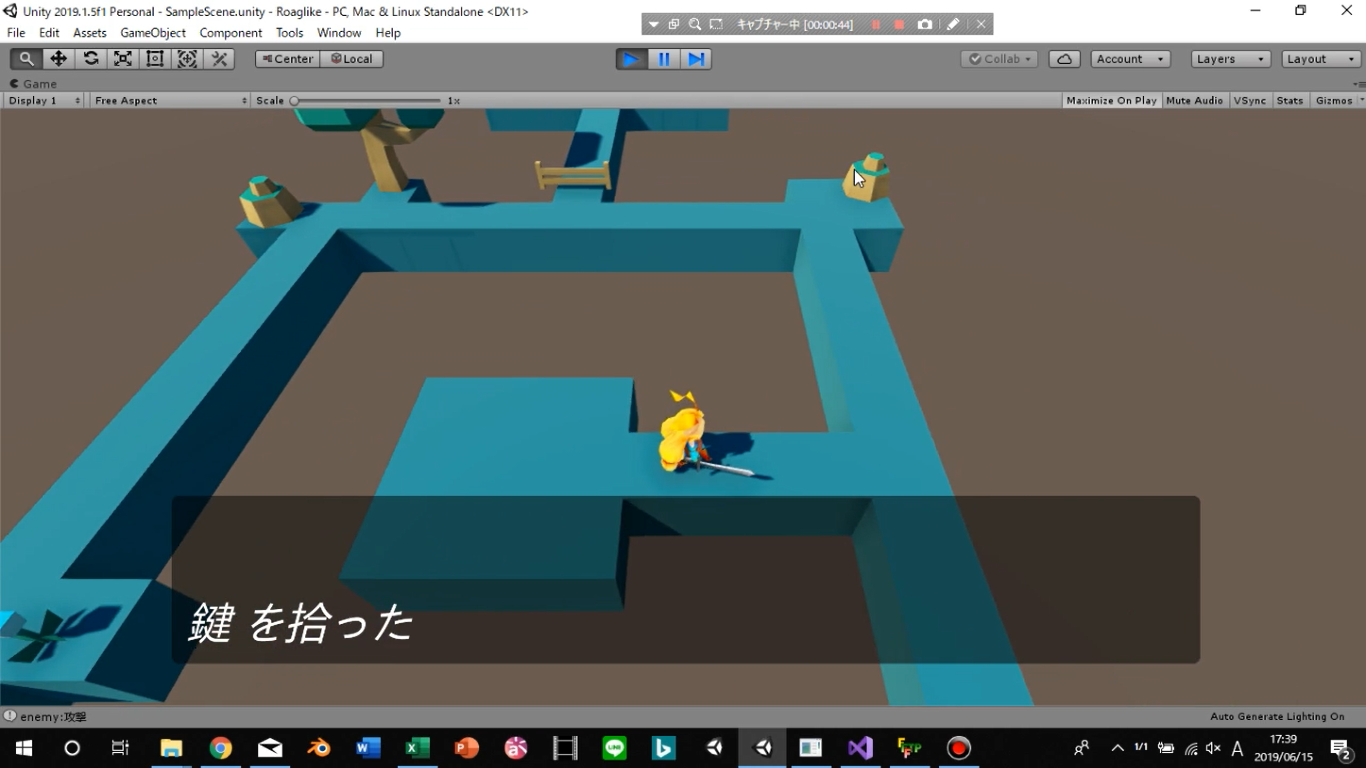 Unity 2019.1.5f1 Personal - SampleScene.unity - Roaglike - PC, Mac & Linux Standalone <DX11>
キャプチャー中 [00:00:44]
File Edit Assets GameObject Component Tools Window Help
Center Local Collab Account Layers Layout
Game
Display 1 Free Aspect Scale 1x Maximize On Play Mute Audio VSync Stats Gizmos
鍵 を拾った
enemy:攻撃 Auto Generate Lighting On
1/1 A 17:39
2019/06/15 2